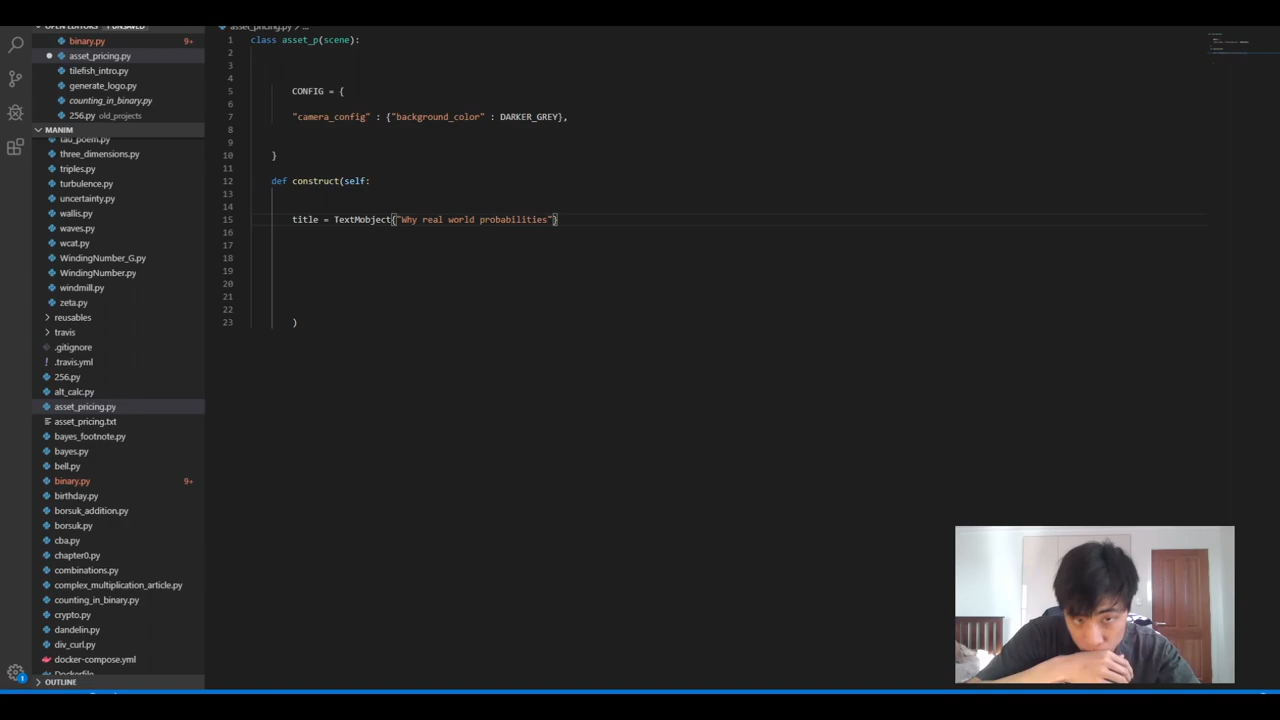 OPEN EDITORS 1 UNSAVED
binary.py 9+
asset_pricing.py
tilefish_intro.py
generate_logo.py
counting_in_binary.py
256.py old_projects
MANIM
tau_poem.py
three_dimensions.py
triples.py
turbulence.py
uncertainty.py
wallis.py
waves.py
wcat.py
WindingNumber_G.py
WindingNumber.py
windmill.py
zeta.py
reusables
travis
.gitignore
.travis.yml
256.py
alt_calc.py
asset_pricing.py
asset_pricing.txt
bayes_footnote.py
bayes.py
bell.py
binary.py 9+
birthday.py
borsuk_addition.py
borsuk.py
cba.py
chapter0.py
combinations.py
complex_multiplication_article.py
counting_in_binary.py
crypto.py
dandelin.py
div_curl.py
docker-compose.yml
Dockerfile
OUTLINE
1
asset_pricing.py > ...
1 class asset_p(scene):
2
3
4
5 CONFIG = {
6
7 "camera_config" : {"background_color" : DARKER_GREY},
8
9
10 }
11
12 def construct(self:
13
14
15 title = TextMobject{"Why real world probabilities"}
16
17
18
19
20
21
22
23 )